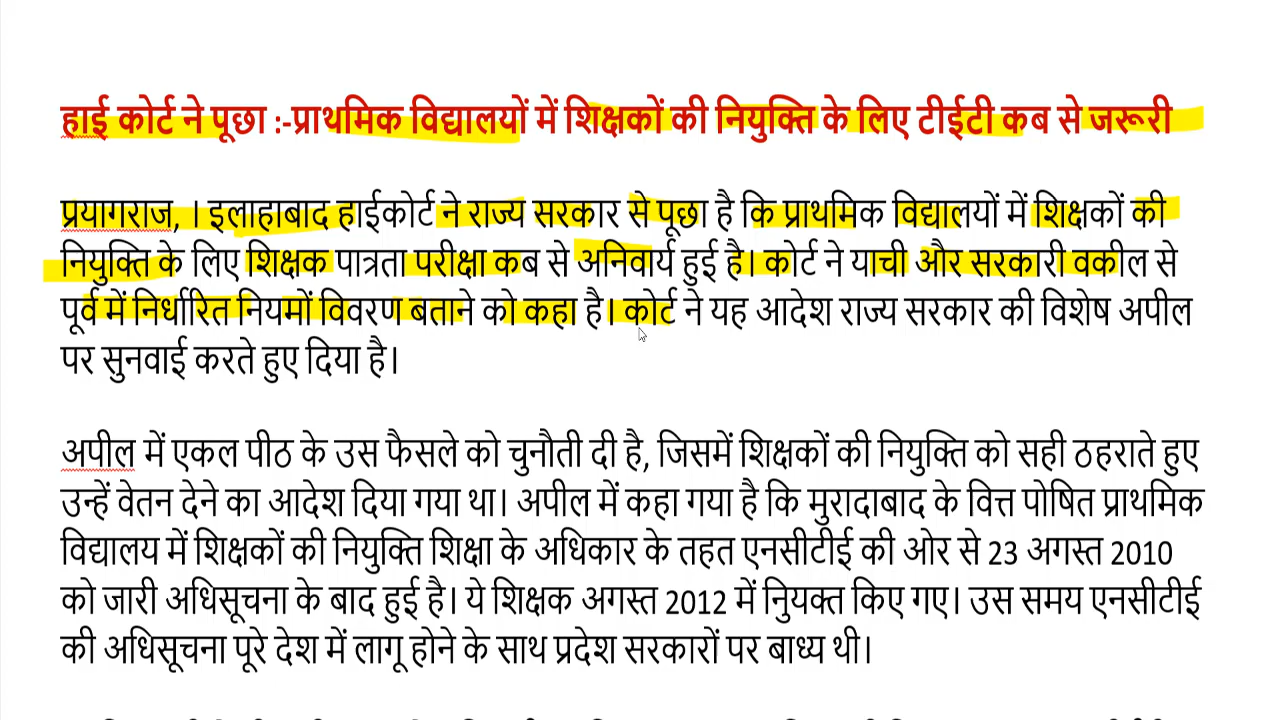 हाई कोर्ट ने पूछा :-प्राथमिक विद्यालयों में शिक्षकों की नियुक्ति के लिए टीईटी कब से जरूरी
प्रयागराज, । इलाहाबाद हाईकोर्ट ने राज्य सरकार से पूछा है कि प्राथमिक विद्यालयों में शिक्षकों की
नियुक्ति के लिए शिक्षक पात्रता परीक्षा कब से अनिवार्य हुई है। कोर्ट ने याची और सरकारी वकील से
पूर्व में निर्धारित नियमों विवरण बताने को कहा है। कोर्ट ने यह आदेश राज्य सरकार की विशेष अपील
पर सुनवाई करते हुए दिया है।
अपील में एकल पीठ के उस फैसले को चुनौती दी है, जिसमें शिक्षकों की नियुक्ति को सही ठहराते हुए
उन्हें वेतन देने का आदेश दिया गया था। अपील में कहा गया है कि मुरादाबाद के वित्त पोषित प्राथमिक
विद्यालय में शिक्षकों की नियुक्ति शिक्षा के अधिकार के तहत एनसीटीई की ओर से 23 अगस्त 2010
को जारी अधिसूचना के बाद हुई है। ये शिक्षक अगस्त 2012 में नियुक्त किए गए। उस समय एनसीटीई
की अधिसूचना पूरे देश में लागू होने के साथ प्रदेश सरकारों पर बाध्य थी।